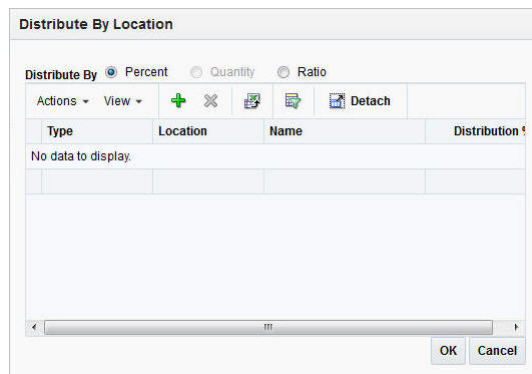 Distribute By Location
Distribute By Percent Quantity Ratio
Actions View Detach
Type Location Name Distribution
No data to display.
OK Cancel